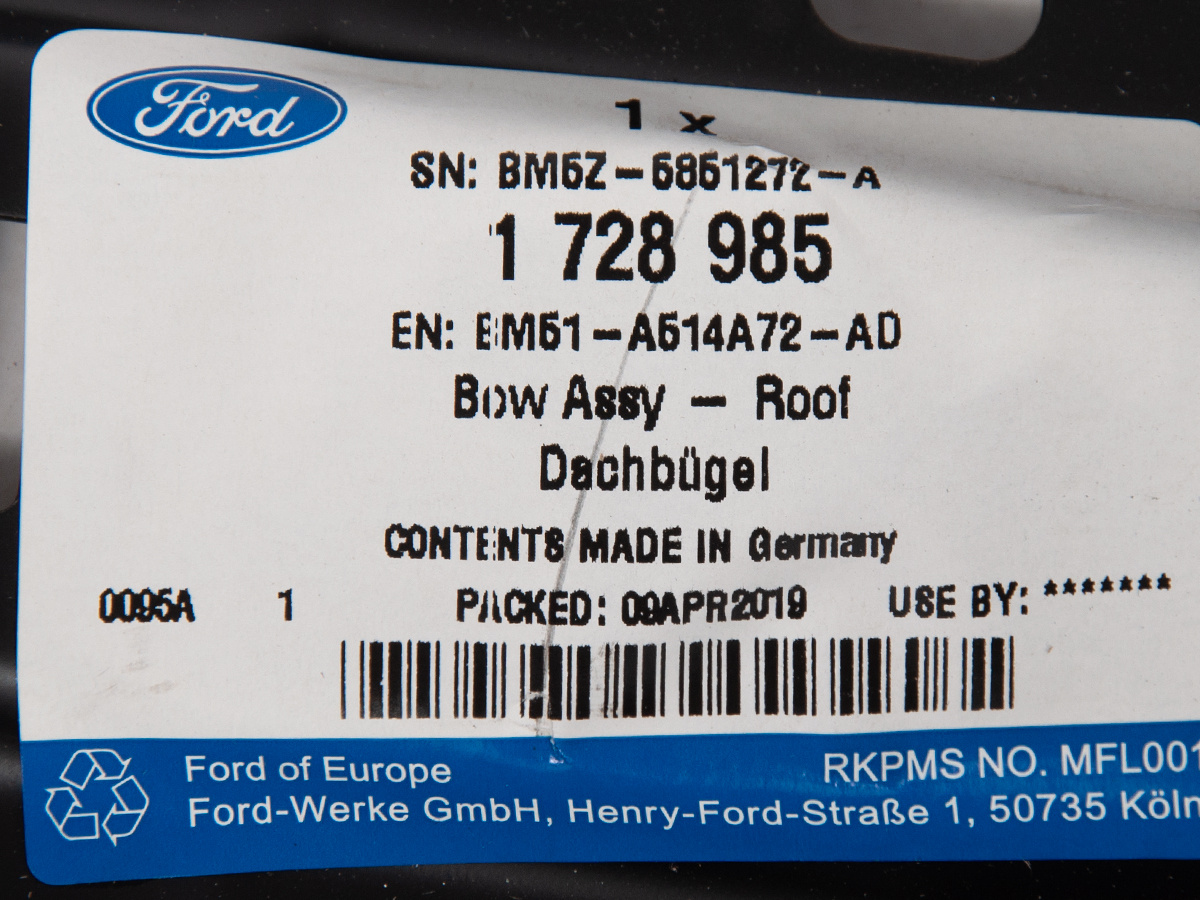 Ford
1 x
SN: BM5Z-5851272-A
1 728 985
EN: BM51-A514A72-AD
Bow Assy - Roof
Dachbügel
CONTENTS MADE IN Germany
0095A 1 PACKED: 09APR2019 USE BY: *******
Ford of Europe RKPMS NO. MFL001
Ford-Werke GmbH, Henry-Ford-Straße 1, 50735 Köln